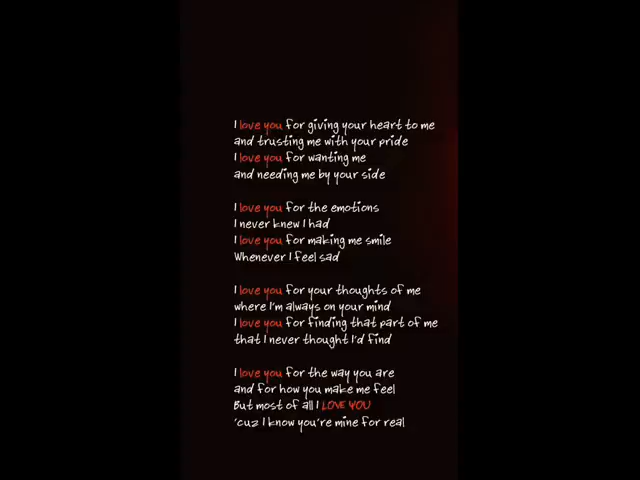 I love you for giving your heart to me
and trusting me with your pride
I love you for wanting me
and needing me by your side
I love you for the emotions
I never knew I had
I love you for making me smile
Whenever I feel sad
I love you for your thoughts of me
where I'm always on your mind
I love you for finding that part of me
that I never thought I'd find
I love you for the way you are
and for how you make me feel
But most of all I LOVE YOU
'cuz I know you're mine for real